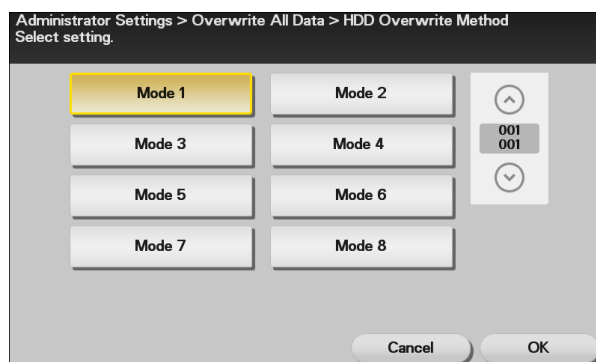 Administrator Settings > Overwrite All Data > HDD Overwrite Method
Select setting.
Mode 1
Mode 2
Mode 3
Mode 4
Mode 5
Mode 6
Mode 7
Mode 8
001
001
Cancel
OK